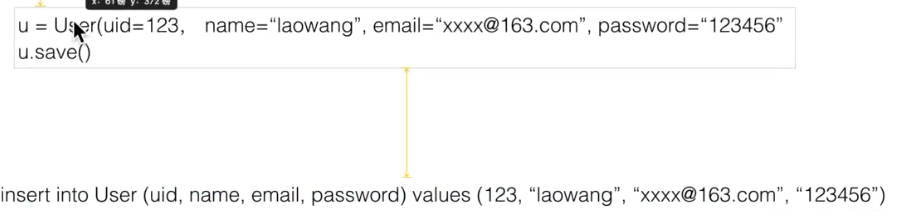 u = User(uid=123, name=“laowang”, email=“xxxx@163.com”, password=“123456”
u.save()
insert into User (uid, name, email, password) values (123, “laowang”, “xxxx@163.com”, “123456”)